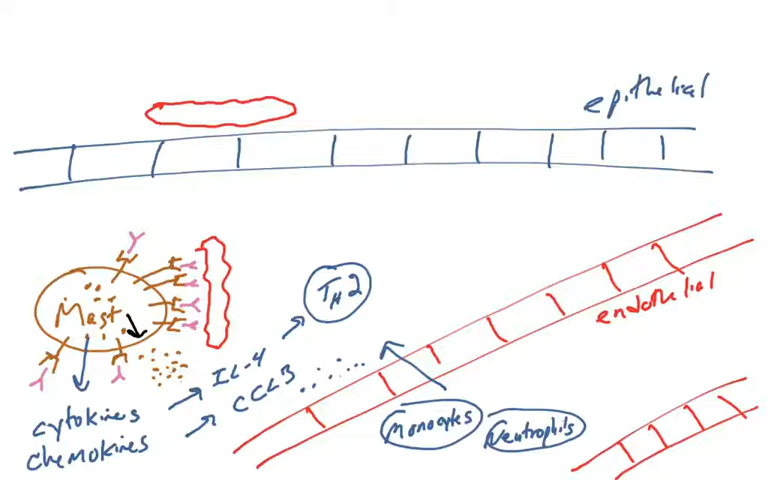 epithelial
Mast
TH2
endothelial
IL-4
CCL3
cytokines
chemokines
Monocytes
Neutrophils